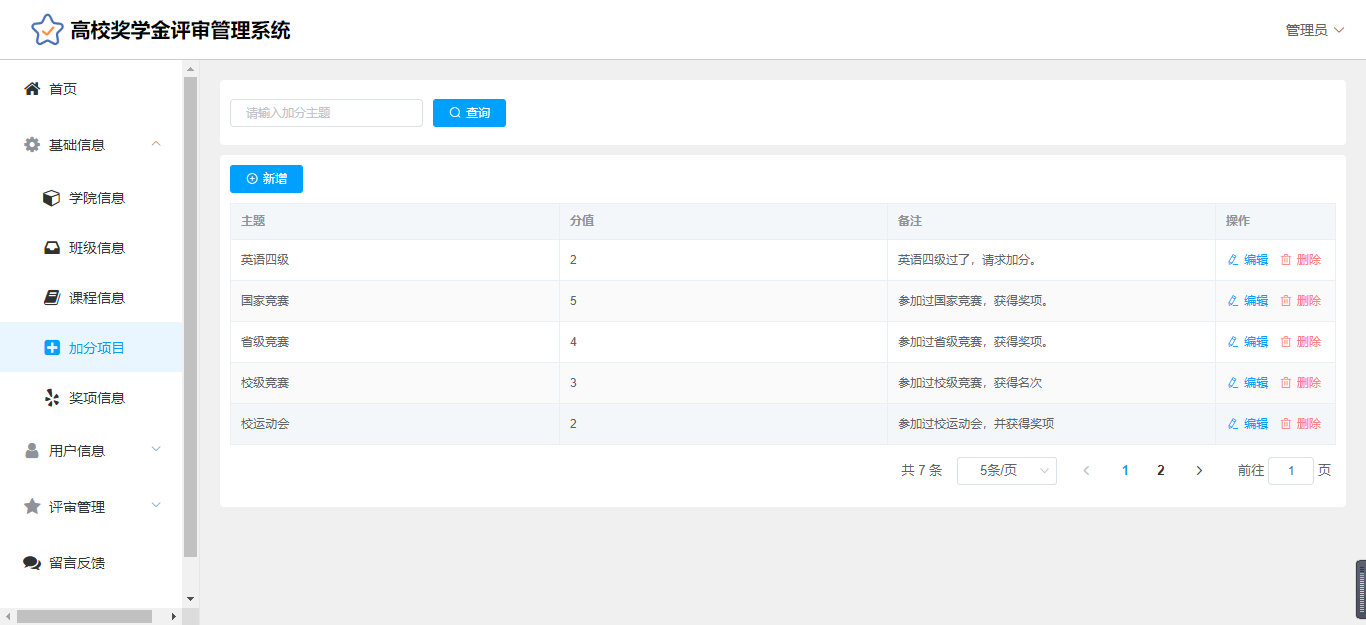 高校奖学金评审管理系统
管理员
首页
基础信息
学院信息
班级信息
课程信息
加分项目
奖项信息
用户信息
评审管理
留言反馈
请输入加分主题
查询
新增
主题 分值 备注 操作
英语四级 2 英语四级过了，请求加分。 编辑 删除
国家竞赛 5 参加过国家竞赛，获得奖项。 编辑 删除
省级竞赛 4 参加过省级竞赛，获得奖项。 编辑 删除
校级竞赛 3 参加过校级竞赛，获得名次 编辑 删除
校运动会 2 参加过校运动会，并获得奖项 编辑 删除
共 7 条 5条/页 1 2 前往 1 页